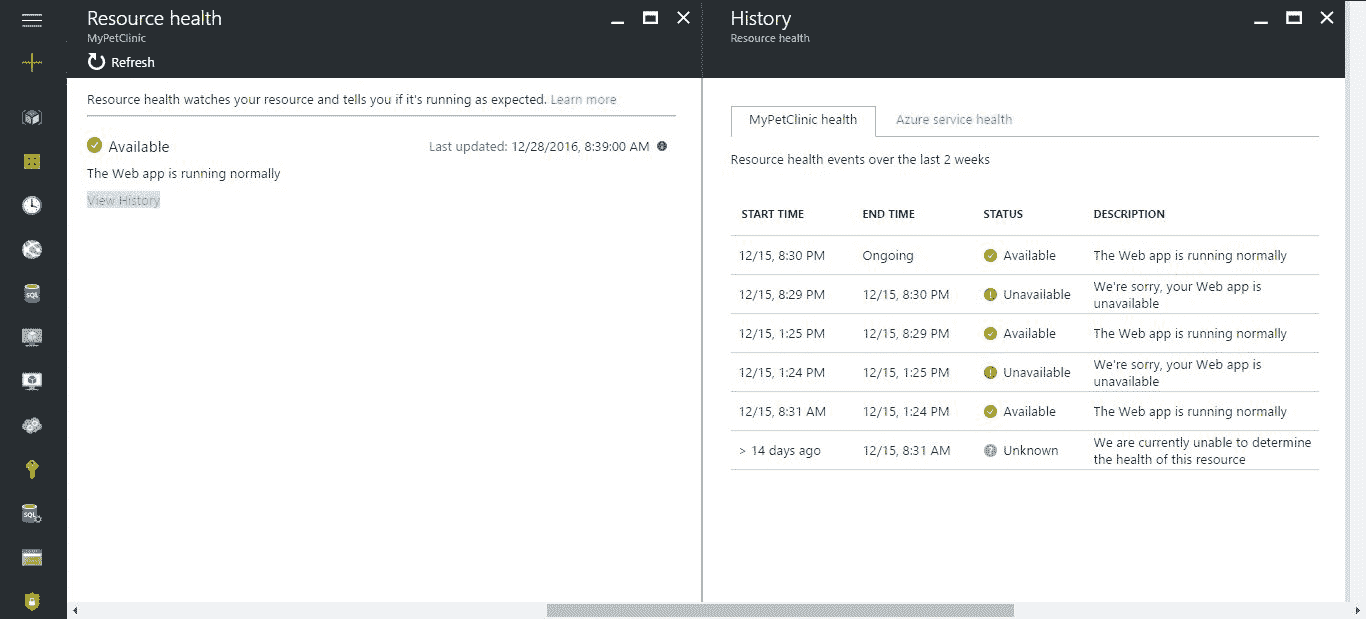 Resource health
MyPetClinic
Refresh
Resource health watches your resource and tells you if it's running as expected. Learn more
Available Last updated: 12/28/2016, 8:39:00 AM
The Web app is running normally
View History
History
Resource health
MyPetClinic health Azure service health
Resource health events over the last 2 weeks
START TIME END TIME STATUS DESCRIPTION
12/15, 8:30 PM Ongoing Available The Web app is running normally
12/15, 8:29 PM 12/15, 8:30 PM Unavailable We're sorry, your Web app is
unavailable
12/15, 1:25 PM 12/15, 8:29 PM Available The Web app is running normally
12/15, 1:24 PM 12/15, 1:25 PM Unavailable We're sorry, your Web app is
unavailable
12/15, 8:31 AM 12/15, 1:24 PM Available The Web app is running normally
> 14 days ago 12/15, 8:31 AM Unknown We are currently unable to determine
the health of this resource
SQL
SQL